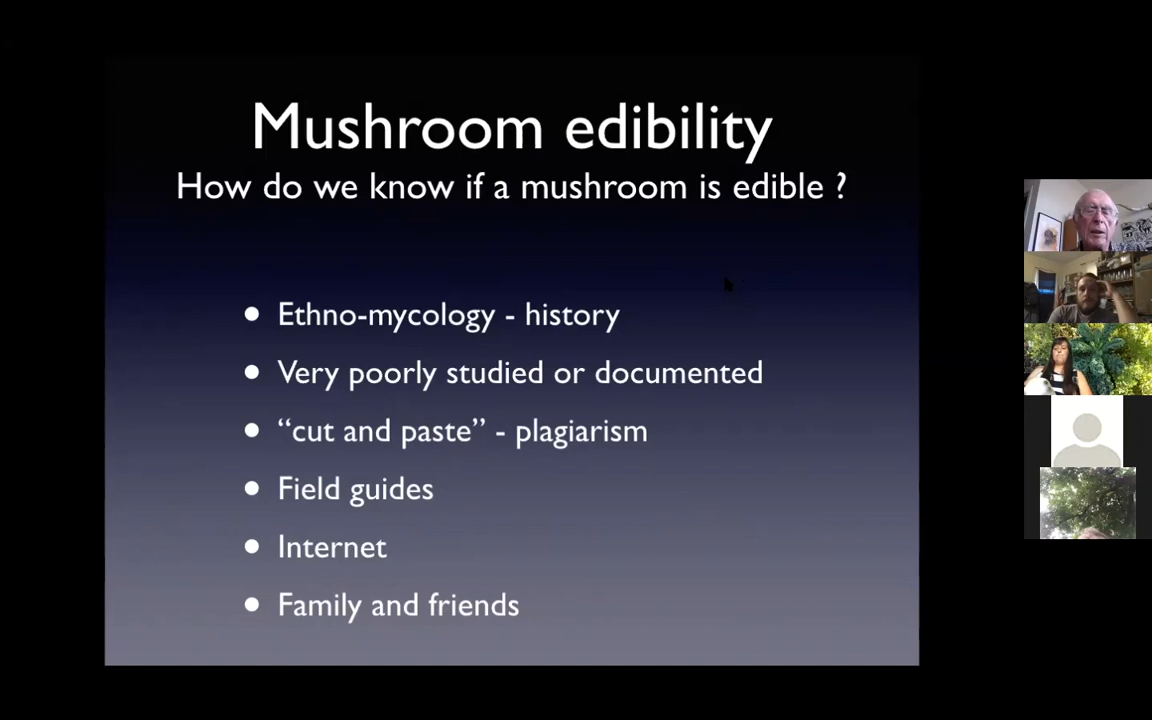 Mushroom edibility
How do we know if a mushroom is edible ?
• Ethno-mycology - history
• Very poorly studied or documented
• “cut and paste” - plagiarism
• Field guides
• Internet
• Family and friends